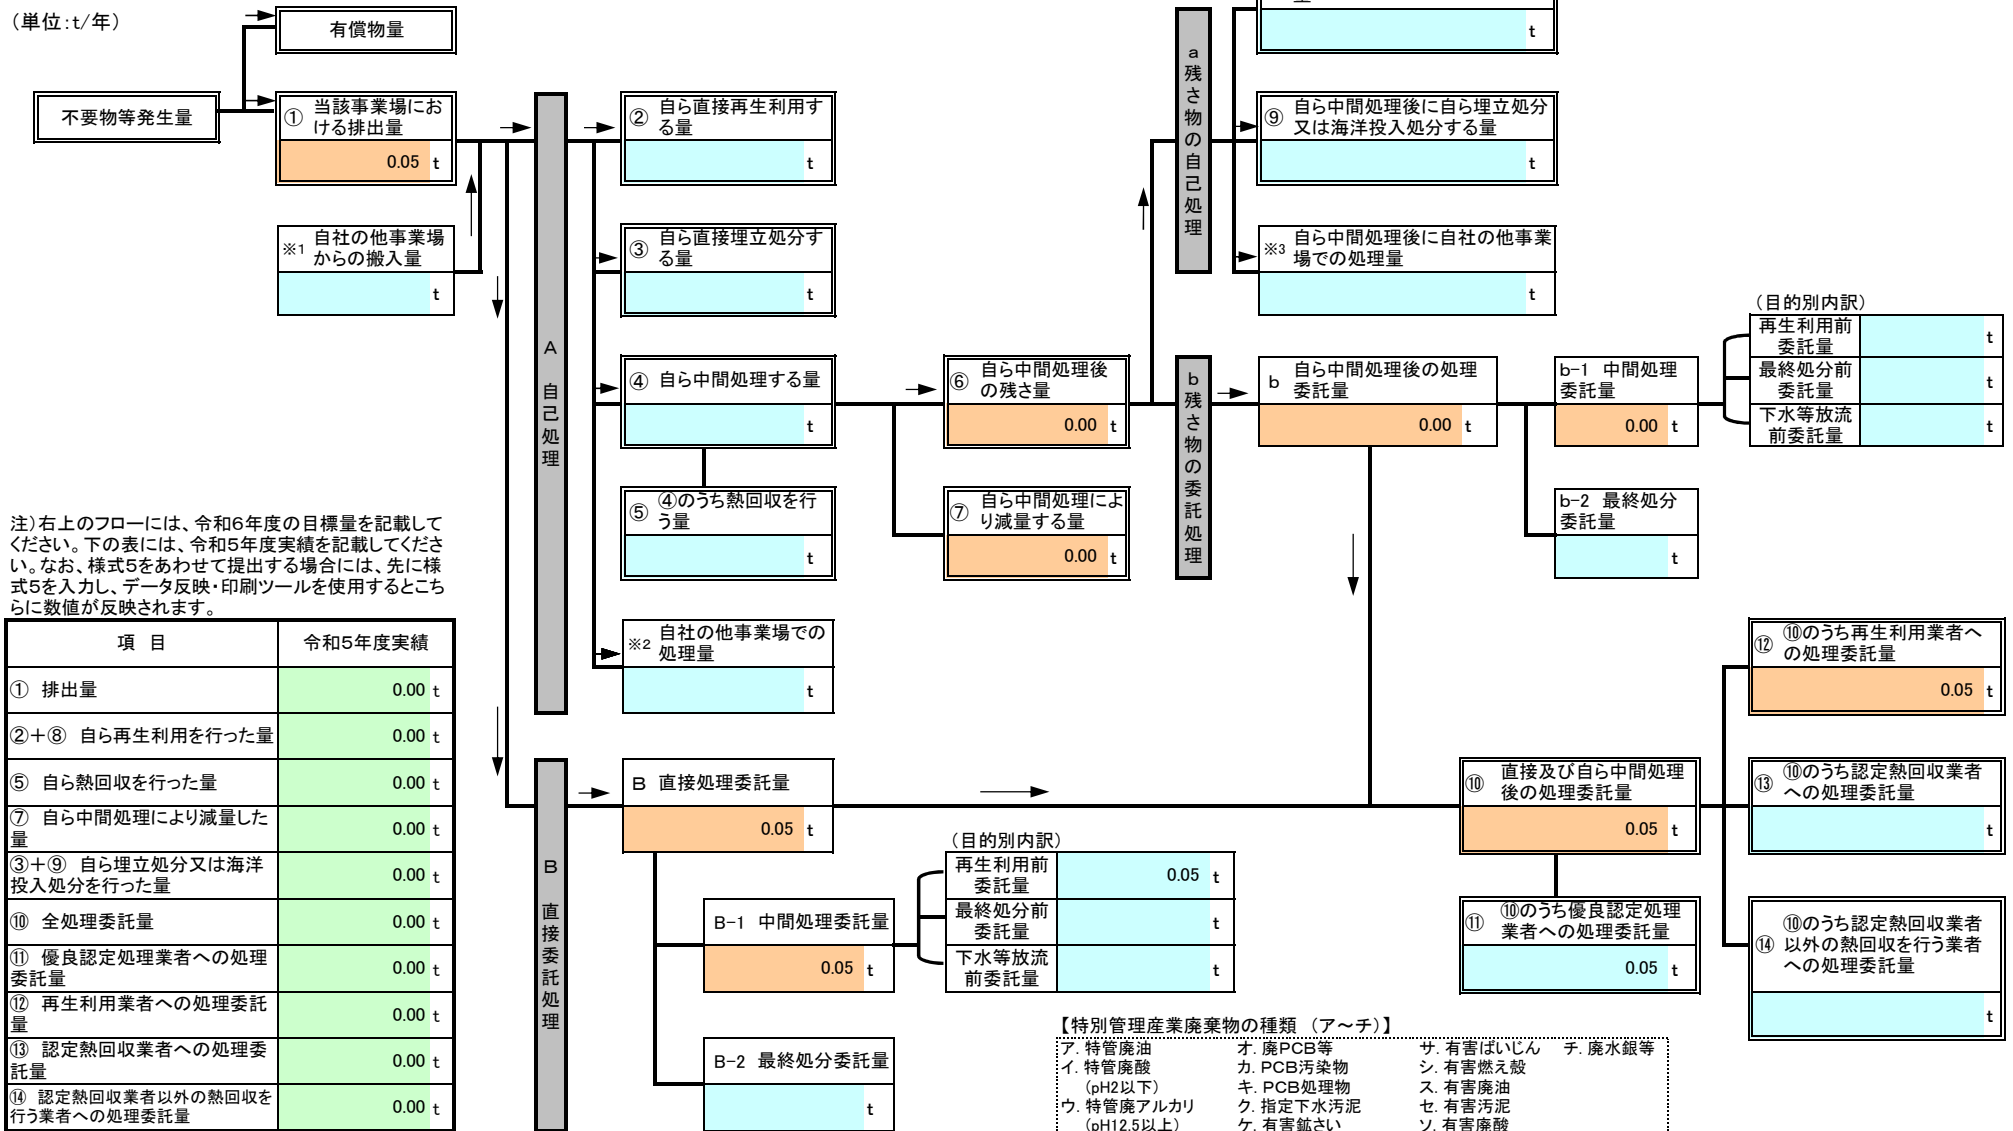 （単位:t/年）
有償物量
t
不要物等発生量
① 当該事業場にお
ける排出量
0.05 t
※1 自社の他事業場
からの搬入量
t
A 自己処理
② 自ら直接再生利用す
る量
t
③ 自ら直接埋立処分す
る量
t
④ 自ら中間処理する量
t
⑤ ④のうち熱回収を行
う量
t
※2 自社の他事業場での
処理量
t
⑥ 自ら中間処理後
の残さ量
0.00 t
⑦ 自ら中間処理によ
り減量する量
0.00 t
a 残さ物の自己処理
⑨ 自ら中間処理後に自ら埋立処分
又は海洋投入処分する量
t
※3 自ら中間処理後に自社の他事業
場での処理量
t
b 残さ物の委託処理
b 自ら中間処理後の処理
委託量
0.00 t
b-1 中間処理
委託量
0.00 t
b-2 最終処分
委託量
t
（目的別内訳）
再生利用前
委託量
t
最終処分前
委託量
t
下水等放流
前委託量
t
注）右上のフローには、令和6年度の目標量を記載して
ください。下の表には、令和5年度実績を記載してくださ
い。なお、様式5をあわせて提出する場合には、先に様
式5を入力し、データ反映・印刷ツールを使用するとこち
らに数値が反映されます。
項 目 令和5年度実績
① 排出量 0.00 t
②＋⑧ 自ら再生利用を行った量 0.00 t
⑤ 自ら熱回収を行った量 0.00 t
⑦ 自ら中間処理により減量した
量 0.00 t
③＋⑨ 自ら埋立処分又は海洋
投入処分を行った量 0.00 t
⑩ 全処理委託量 0.00 t
⑪ 優良認定処理業者への処理
委託量 0.00 t
⑫ 再生利用業者への処理委託
量 0.00 t
⑬ 認定熱回収業者への処理委
託量 0.00 t
⑭ 認定熱回収業者以外の熱回収を
行う業者への処理委託量 0.00 t
B 直接委託処理
B 直接処理委託量
0.05 t
B-1 中間処理委託量
0.05 t
B-2 最終処分委託量
t
（目的別内訳）
再生利用前
委託量
0.05 t
最終処分前
委託量
t
下水等放流
前委託量
t
⑩ 直接及び自ら中間処理
後の処理委託量
0.05 t
⑪ ⑩のうち優良認定処理
業者への処理委託量
0.05 t
⑫ ⑩のうち再生利用業者へ
の処理委託量
0.05 t
⑬ ⑩のうち認定熱回収業者
への処理委託量
t
⑭ ⑩のうち認定熱回収業者
以外の熱回収を行う業者
への処理委託量
t
【特別管理産業廃棄物の種類 （ア～チ）】
ア. 特管廃油 オ. 廃PCB等 サ. 有害ばいじん チ. 廃水銀等
イ. 特管廃酸 カ. PCB汚染物 シ. 有害燃え殻
（pH2以下） キ. PCB処理物 ス. 有害廃油
ウ. 特管廃アルカリ ク. 指定下水汚泥 セ. 有害汚泥
（pH12.5以上） ケ. 有害鉱さい ソ. 有害廃酸